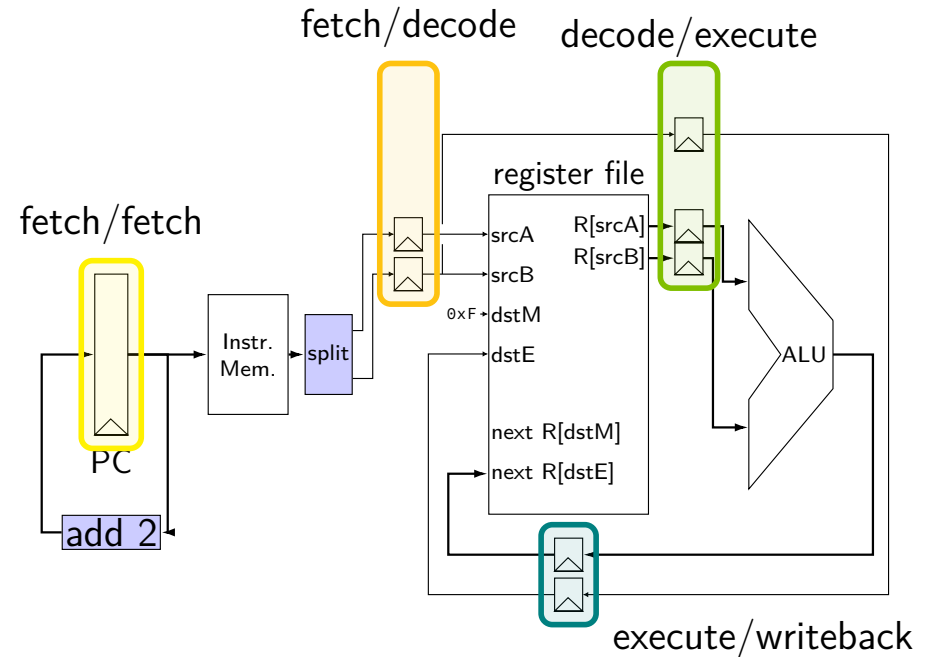 fetch/decode
decode/execute
register file
fetch/fetch
srcA
R[srcA]
srcB
R[srcB]
0xF
dstM
Instr.
Mem.
split
dstE
ALU
next R[dstM]
PC
next R[dstE]
add 2
execute/writeback